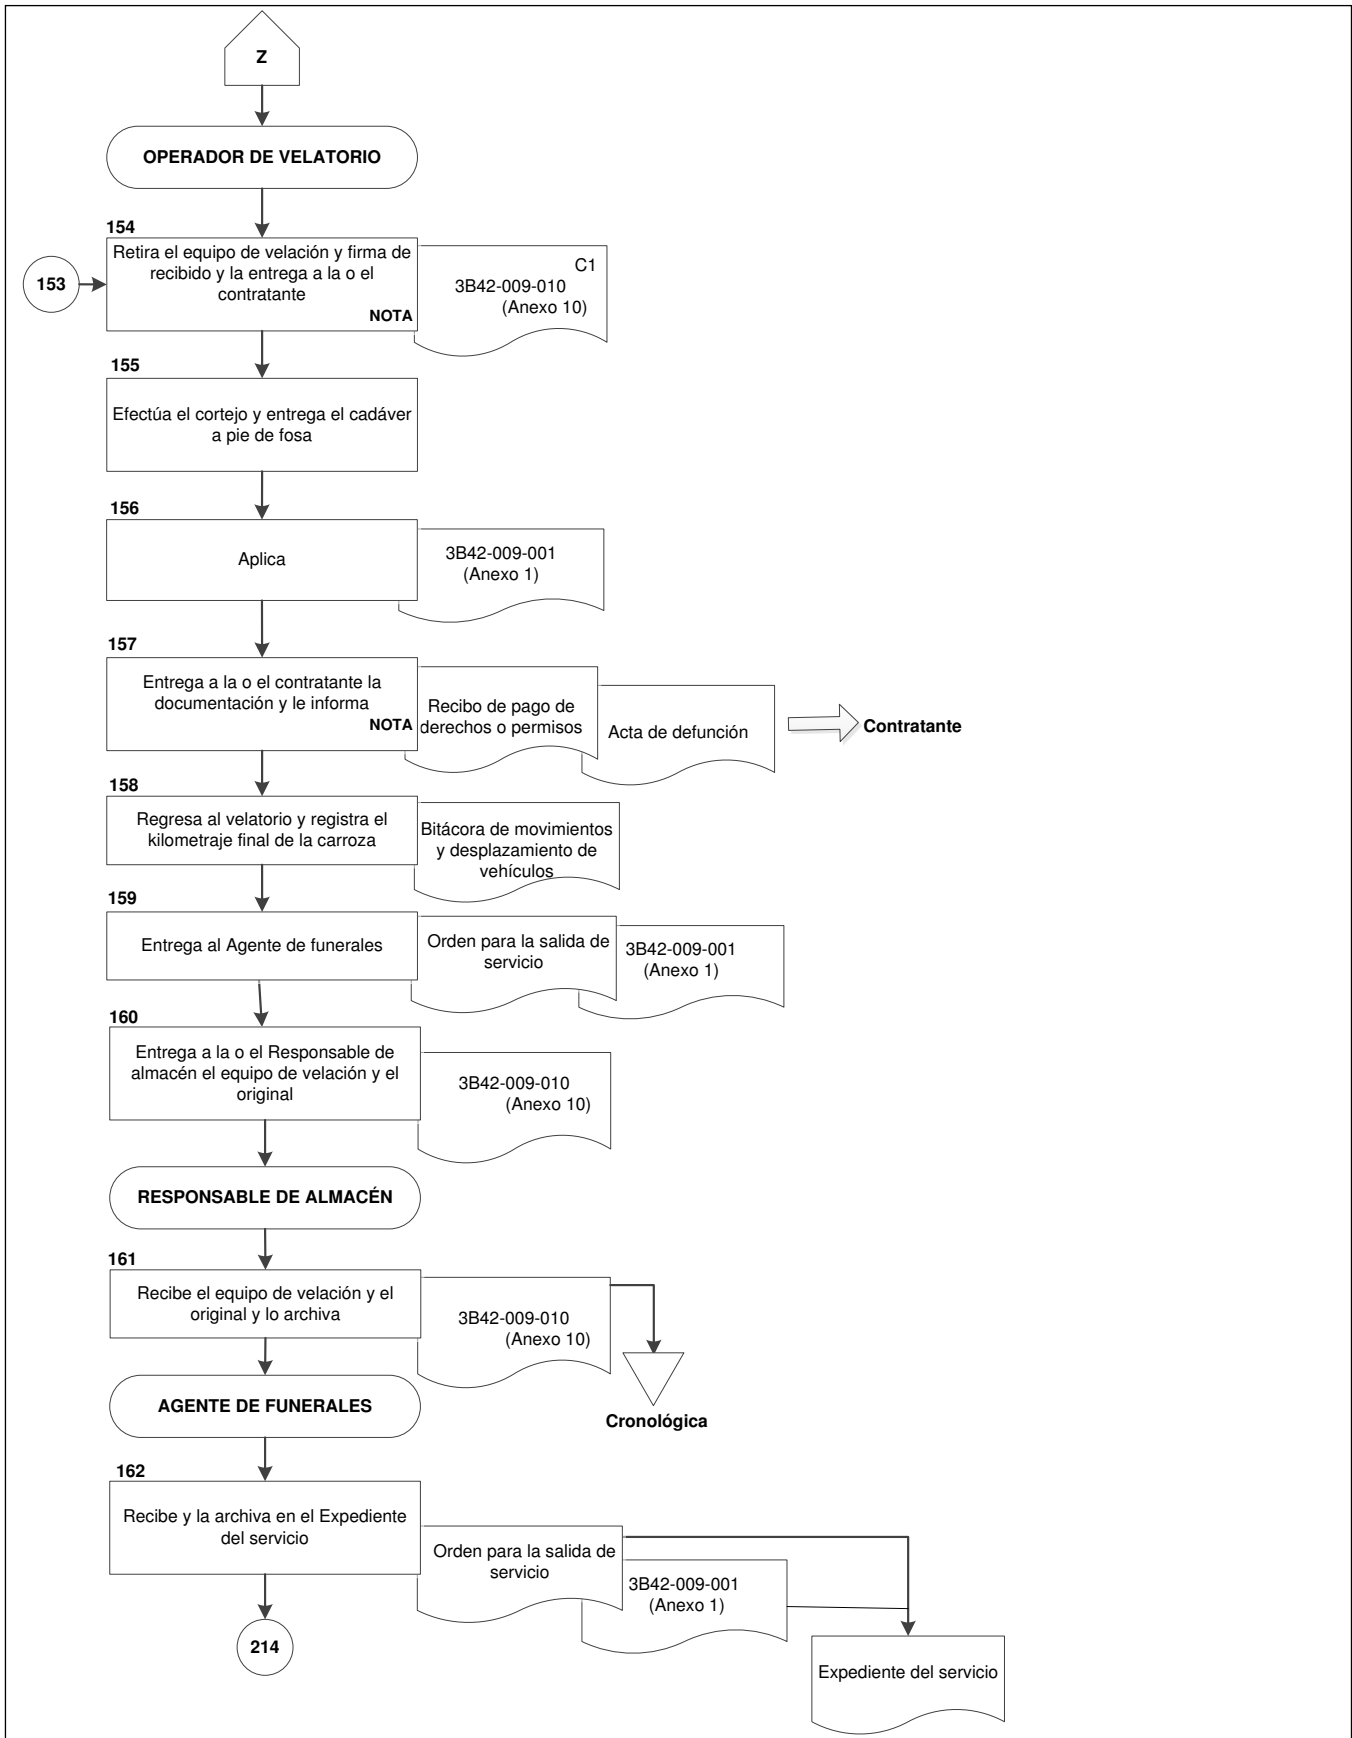 Z
OPERADOR DE VELATORIO
154
Retira el equipo de velación y firma de
recibido y la entrega a la o el
contratante
NOTA
153
C1
3B42-009-010
(Anexo 10)
155
Efectúa el cortejo y entrega el cadáver
a pie de fosa
156
Aplica
3B42-009-001
(Anexo 1)
157
Entrega a la o el contratante la
documentación y le informa
NOTA
Recibo de pago de
derechos o permisos
Acta de defunción
Contratante
158
Regresa al velatorio y registra el
kilometraje final de la carroza
Bitácora de movimientos
y desplazamiento de
vehículos
159
Entrega al Agente de funerales
Orden para la salida de
servicio
3B42-009-001
(Anexo 1)
160
Entrega a la o el Responsable de
almacén el equipo de velación y el
original
3B42-009-010
(Anexo 10)
RESPONSABLE DE ALMACÉN
161
Recibe el equipo de velación y el
original y lo archiva
3B42-009-010
(Anexo 10)
Cronológica
AGENTE DE FUNERALES
162
Recibe y la archiva en el Expediente
del servicio
Orden para la salida de
servicio
3B42-009-001
(Anexo 1)
214
Expediente del servicio